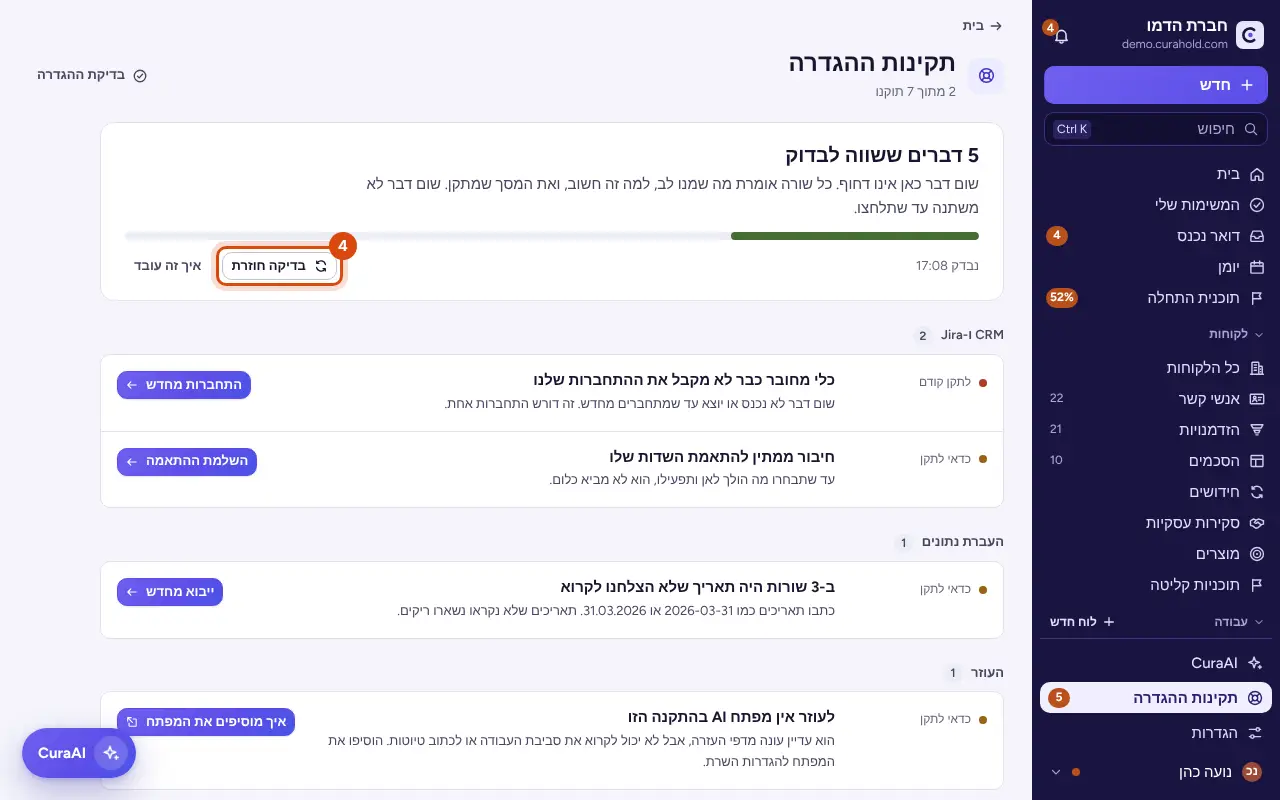 חברת הדמו
demo.curahold.com
4
חדש
חיפוש
Ctrl K
בית
המשימות שלי
דואר נכנס
4
יומן
תוכנית התחלה
52%
לקוחות
כל הלקוחות
אנשי קשר
22
הזדמנויות
21
הסכמים
10
חידושים
סקירות עסקיות
מוצרים
תוכניות קליטה
עבודה
לוח חדש
CuraAI
תקינות ההגדרה
5
הגדרות
נכ
נועה כהן
בית
תקינות ההגדרה
2 מתוך 7 תוקנו
בדיקת ההגדרה
5 דברים ששווה לבדוק
שום דבר כאן אינו דחוף. כל שורה אומרת מה שמנו לב, למה זה חשוב, ואת המסך שמתקן. שום דבר לא
משתנה עד שתלחצו.
נבדק 17:08
4
בדיקה חוזרת
איך זה עובד
CRM ו-Jira
2
לתקן קודם
כלי מחובר כבר לא מקבל את ההתחברות שלנו
שום דבר לא נכנס או יוצא עד שמתחברים מחדש. זה דורש התחברות אחת.
התחברות מחדש
כדאי לתקן
חיבור ממתין להתאמת השדות שלו
עד שתבחרו מה הולך לאן ותפעילו, הוא לא מביא כלום.
השלמת ההתאמה
העברת נתונים
1
כדאי לתקן
ב-3 שורות היה תאריך שלא הצלחנו לקרוא
כתבו תאריכים כמו 2026-03-31 או 31.03.2026. תאריכים שלא נקראו נשארו ריקים.
ייבוא מחדש
העוזר
1
כדאי לתקן
לעוזר אין מפתח AI בהתקנה הזו
הוא עדיין עונה מדפי העזרה, אבל לא יכול לקרוא את סביבת העבודה או לכתוב טיוטות. הוסיפו את
המפתח להגדרות השרת.
איך מוסיפים את המפתח
CuraAI